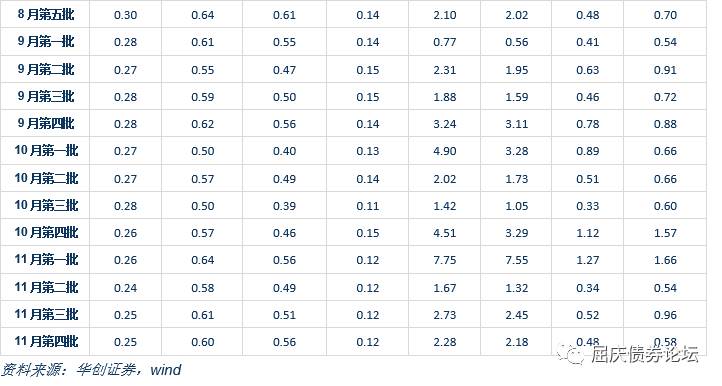 8月第五批 0.30 0.64 0.61 0.14 2.10 2.02 0.48 0.70
9月第一批 0.28 0.61 0.55 0.14 0.77 0.56 0.41 0.54
9月第二批 0.27 0.55 0.47 0.15 2.31 1.95 0.63 0.91
9月第三批 0.28 0.59 0.50 0.15 1.88 1.59 0.46 0.72
9月第四批 0.28 0.62 0.56 0.14 3.24 3.11 0.78 0.88
10月第一批 0.27 0.50 0.40 0.13 4.90 3.28 0.89 0.66
10月第二批 0.27 0.57 0.49 0.14 2.02 1.73 0.51 0.66
10月第三批 0.28 0.50 0.39 0.11 1.42 1.05 0.33 0.60
10月第四批 0.26 0.57 0.46 0.15 4.51 3.29 1.12 1.57
11月第一批 0.26 0.64 0.56 0.12 7.75 7.55 1.27 1.66
11月第二批 0.24 0.58 0.49 0.12 1.67 1.32 0.34 0.54
11月第三批 0.25 0.61 0.51 0.12 2.73 2.45 0.52 0.96
11月第四批 0.25 0.60 0.56 0.12 2.28 2.18 0.48 0.58
资料来源：华创证券，wind
屈庆债券论坛